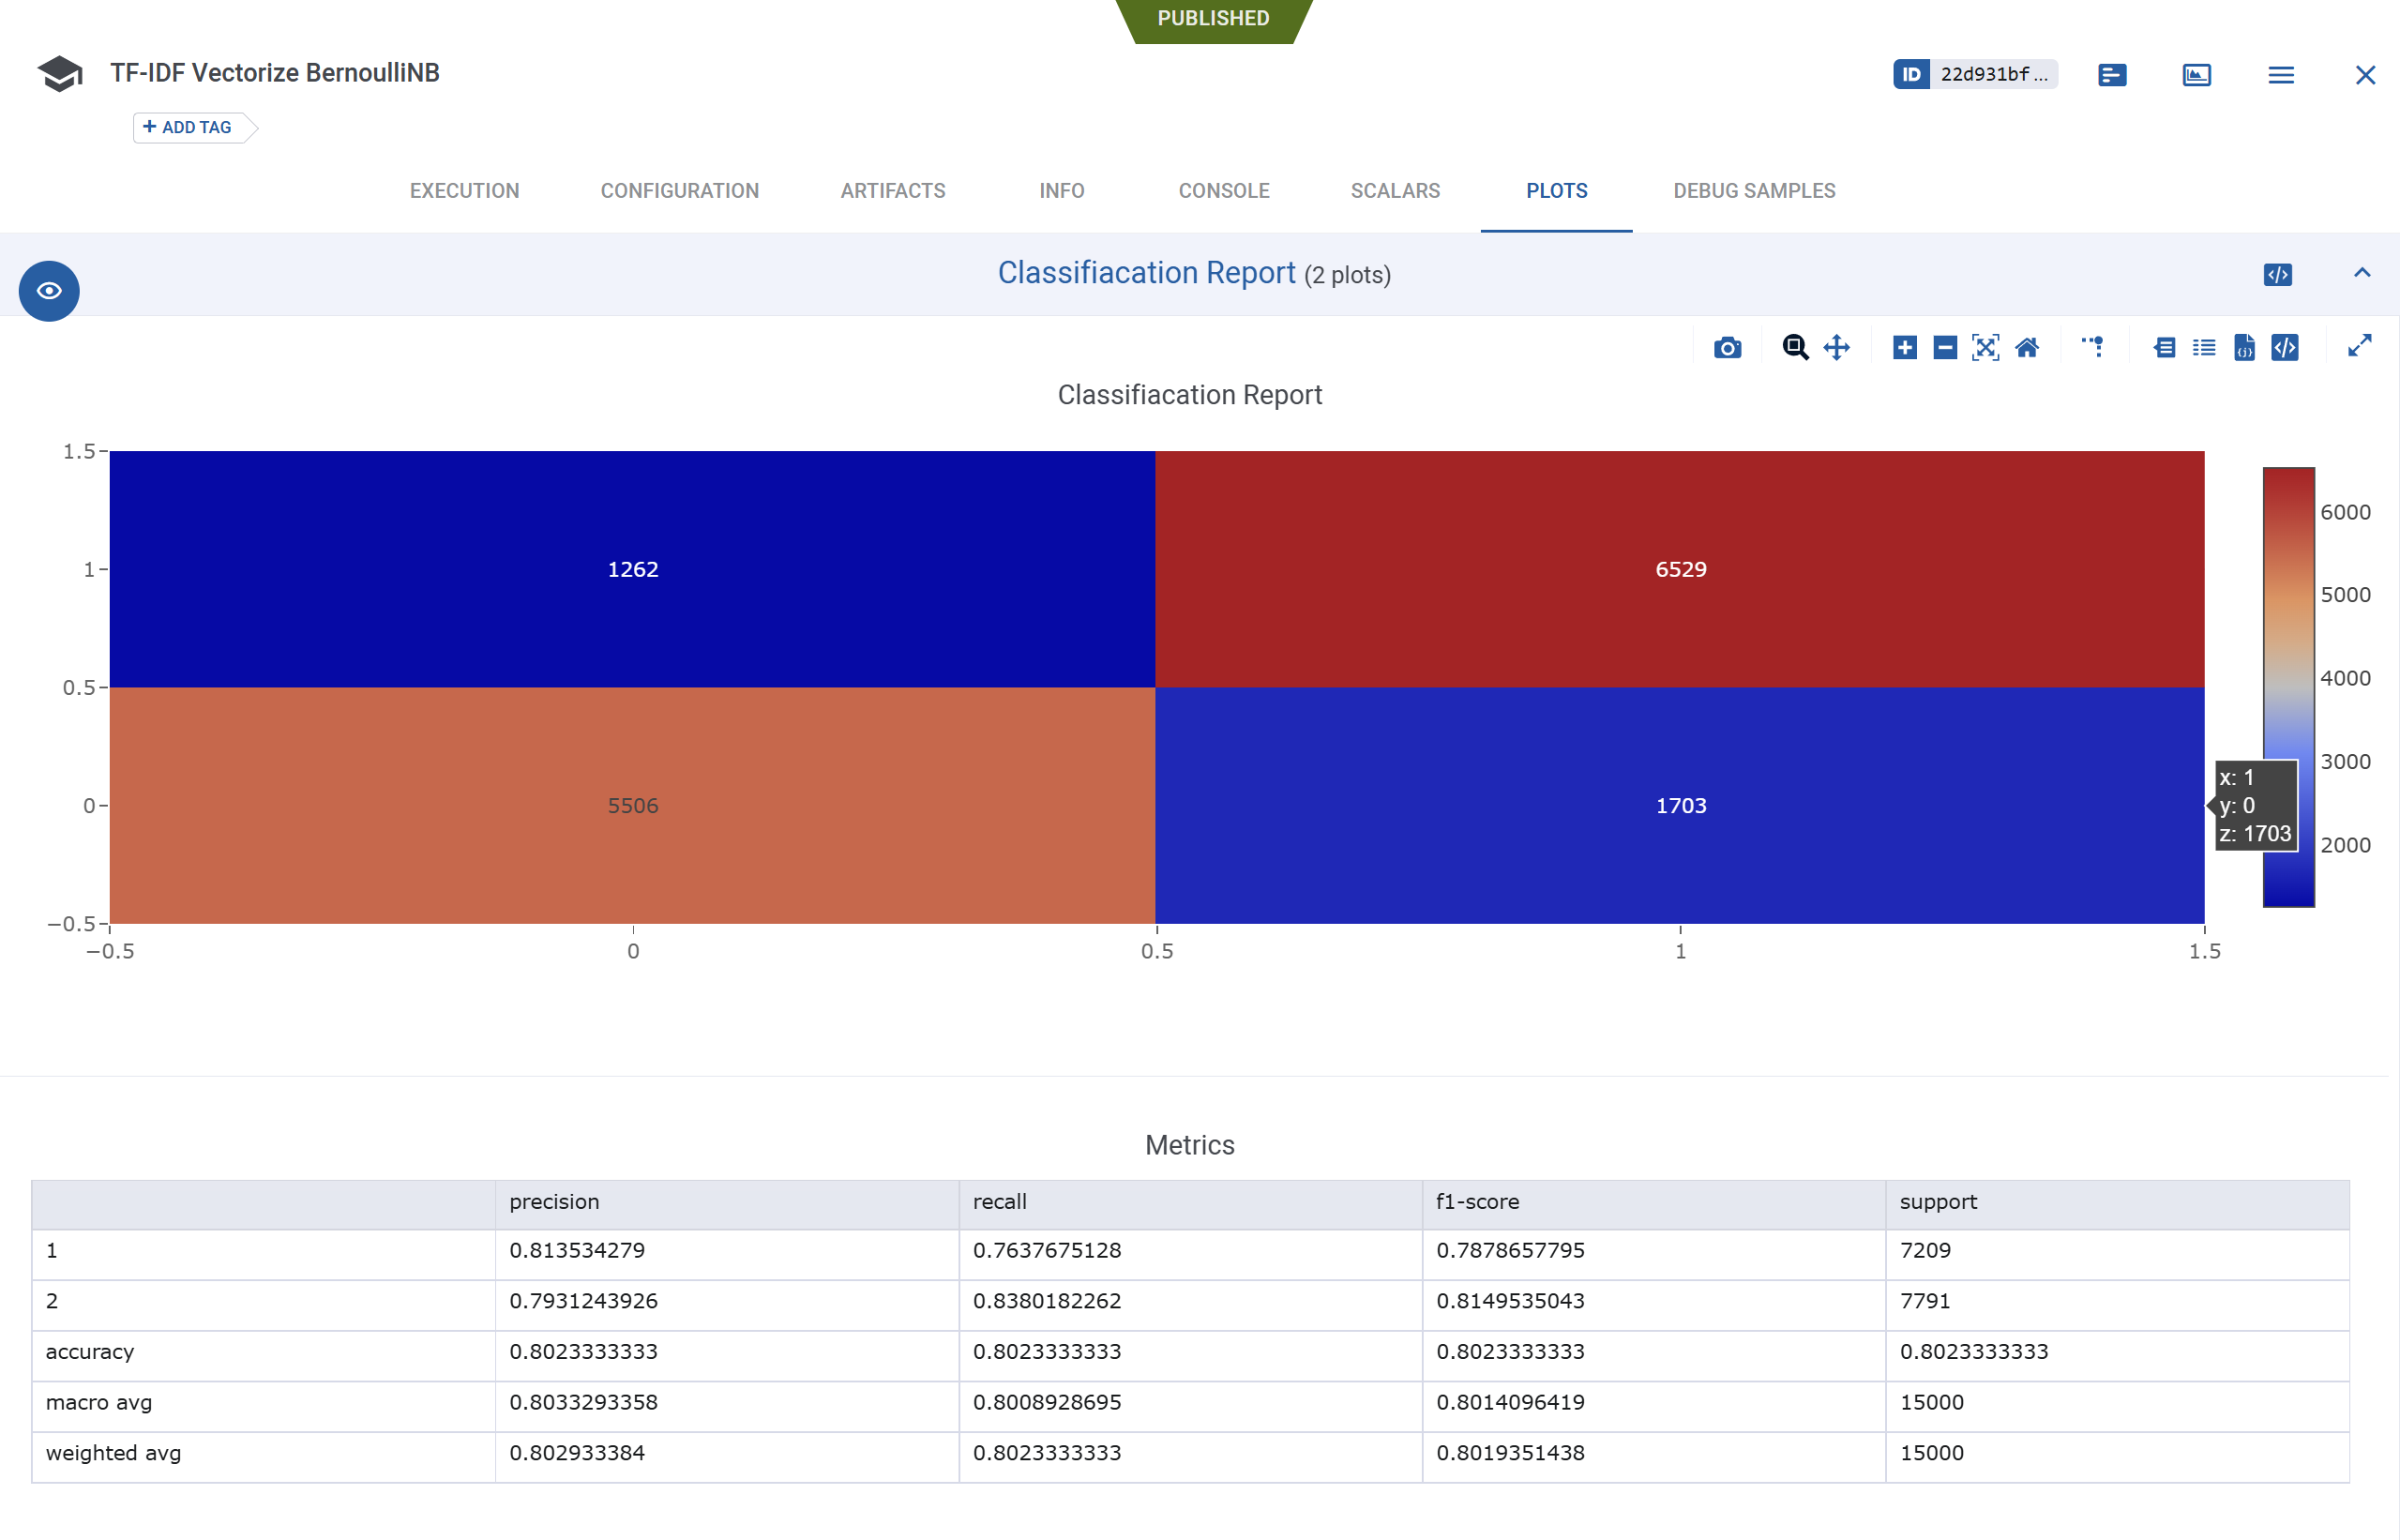 PUBLISHED
TF-IDF Vectorize BernoulliNB
ID 22d931bf ...
+ ADD TAG
EXECUTION CONFIGURATION ARTIFACTS INFO CONSOLE SCALARS PLOTS DEBUG SAMPLES
Classifiacation Report (2 plots)
Classifiacation Report
1.5
1
0.5
0
−0.5
1262 6529
5506 1703
−0.5 0 0.5 1 1.5
6000
5000
4000
3000
2000
x: 1
y: 0
z: 1703
Metrics
precision recall f1-score support
1 0.813534279 0.7637675128 0.7878657795 7209
2 0.7931243926 0.8380182262 0.8149535043 7791
accuracy 0.8023333333 0.8023333333 0.8023333333 0.8023333333
macro avg 0.8033293358 0.8008928695 0.8014096419 15000
weighted avg 0.802933384 0.8023333333 0.8019351438 15000